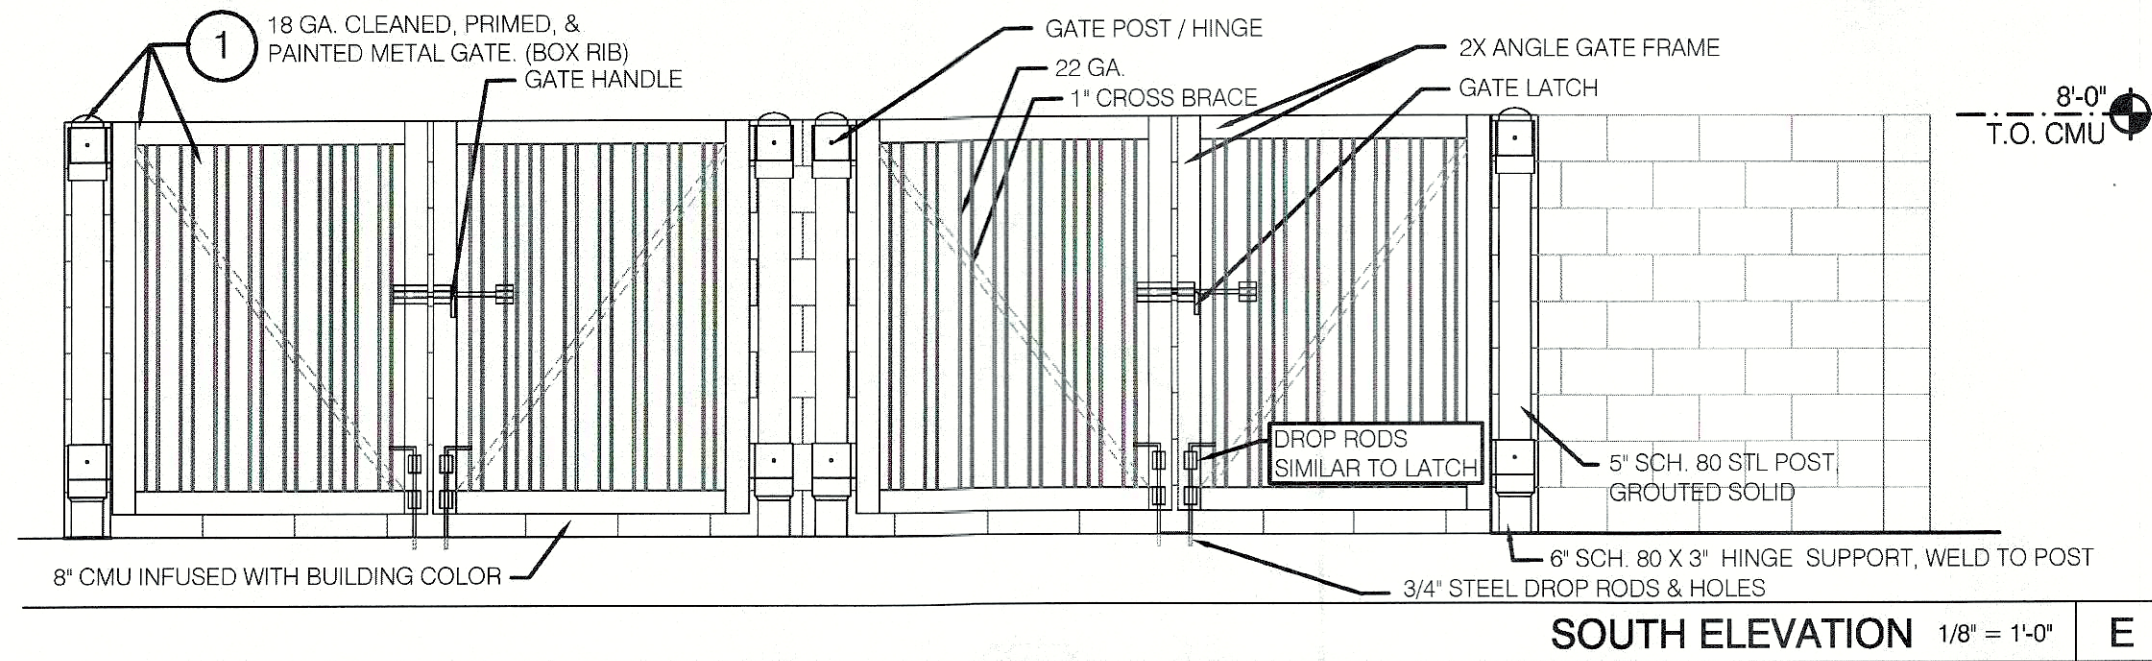 1
18 GA. CLEANED, PRIMED, &
PAINTED METAL GATE. (BOX RIB)
GATE HANDLE
GATE POST / HINGE
22 GA.
1" CROSS BRACE
2X ANGLE GATE FRAME
GATE LATCH
8'-0"
T.O. CMU
DROP RODS
SIMILAR TO LATCH
5" SCH. 80 STL POST,
GROUTED SOLID
6" SCH. 80 X 3" HINGE SUPPORT, WELD TO POST
8" CMU INFUSED WITH BUILDING COLOR
3/4" STEEL DROP RODS & HOLES
SOUTH ELEVATION 1/8" = 1'-0" E